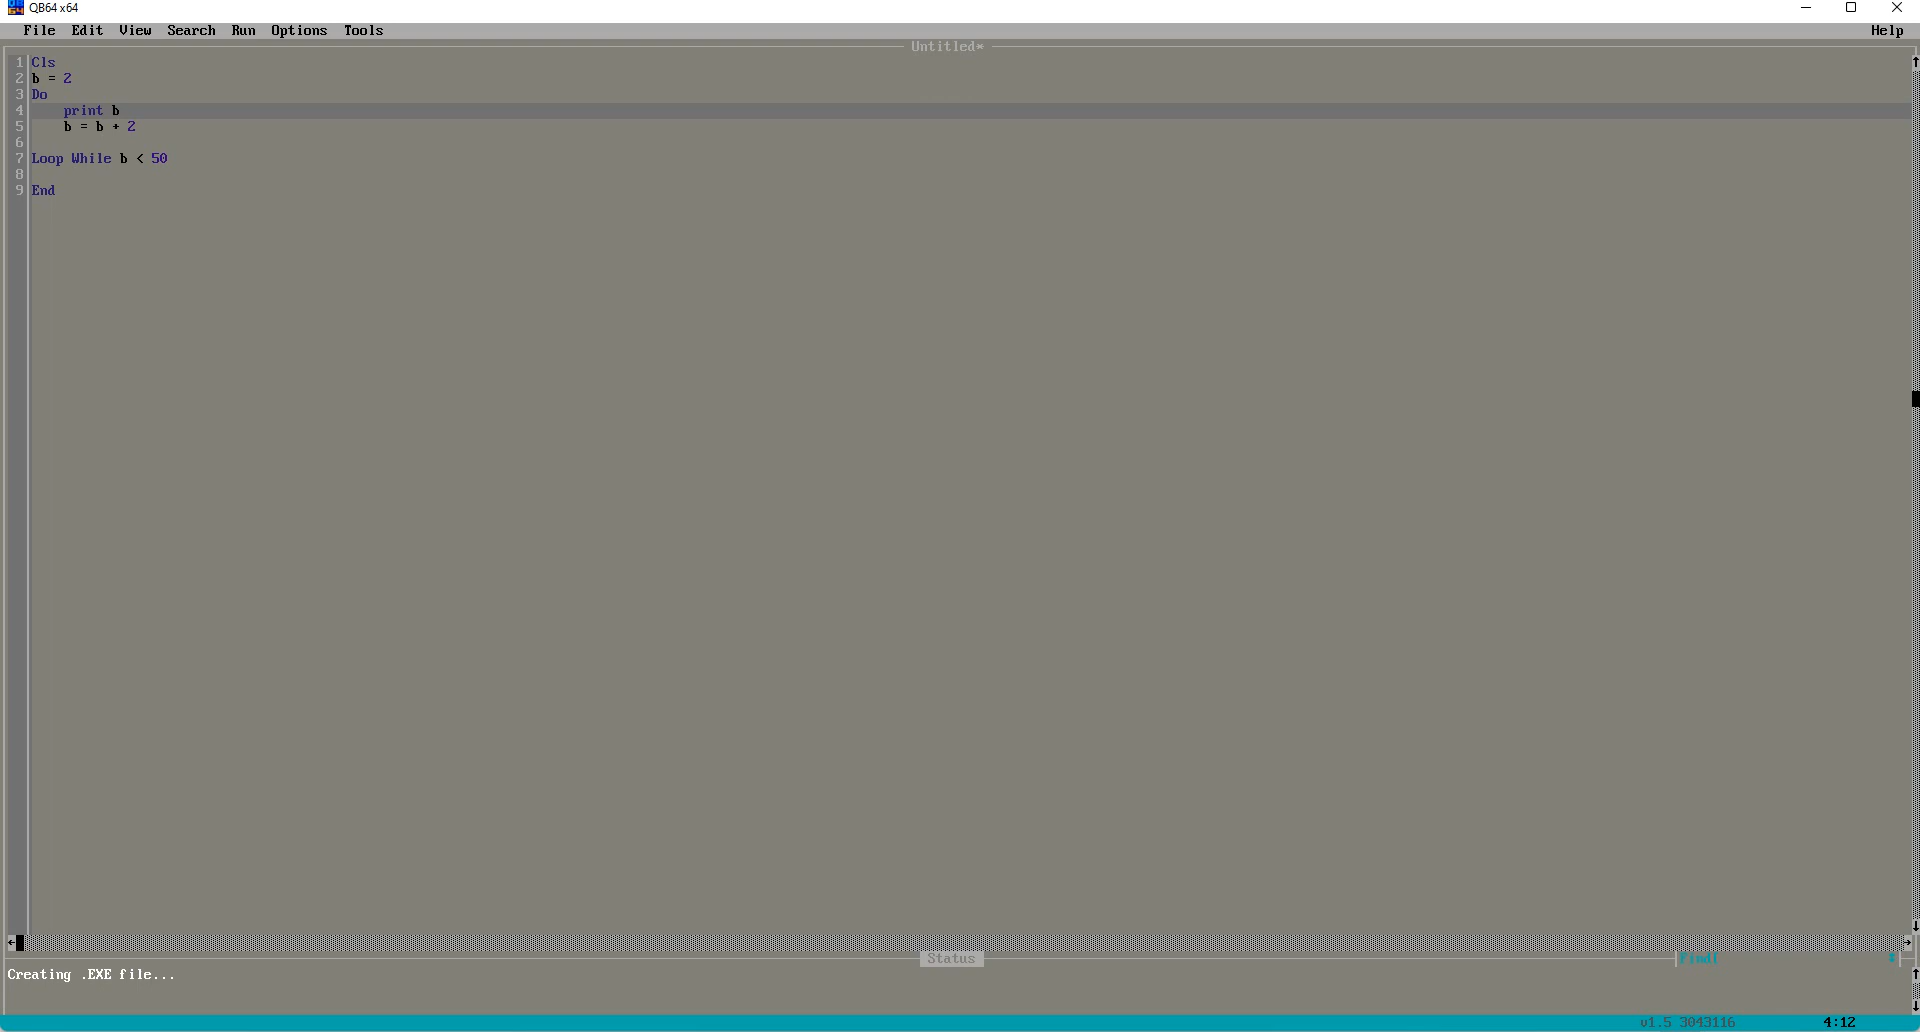 QB64 x64
File Edit View Search Run Options Tools Help
Untitled*
1 Cls
2 b = 2
3 Do
4 print b
5 b = b + 2
6
7 Loop While b < 50
8
9 End
Status
Find[
Creating .EXE file...
v1.5 3043116 4:12